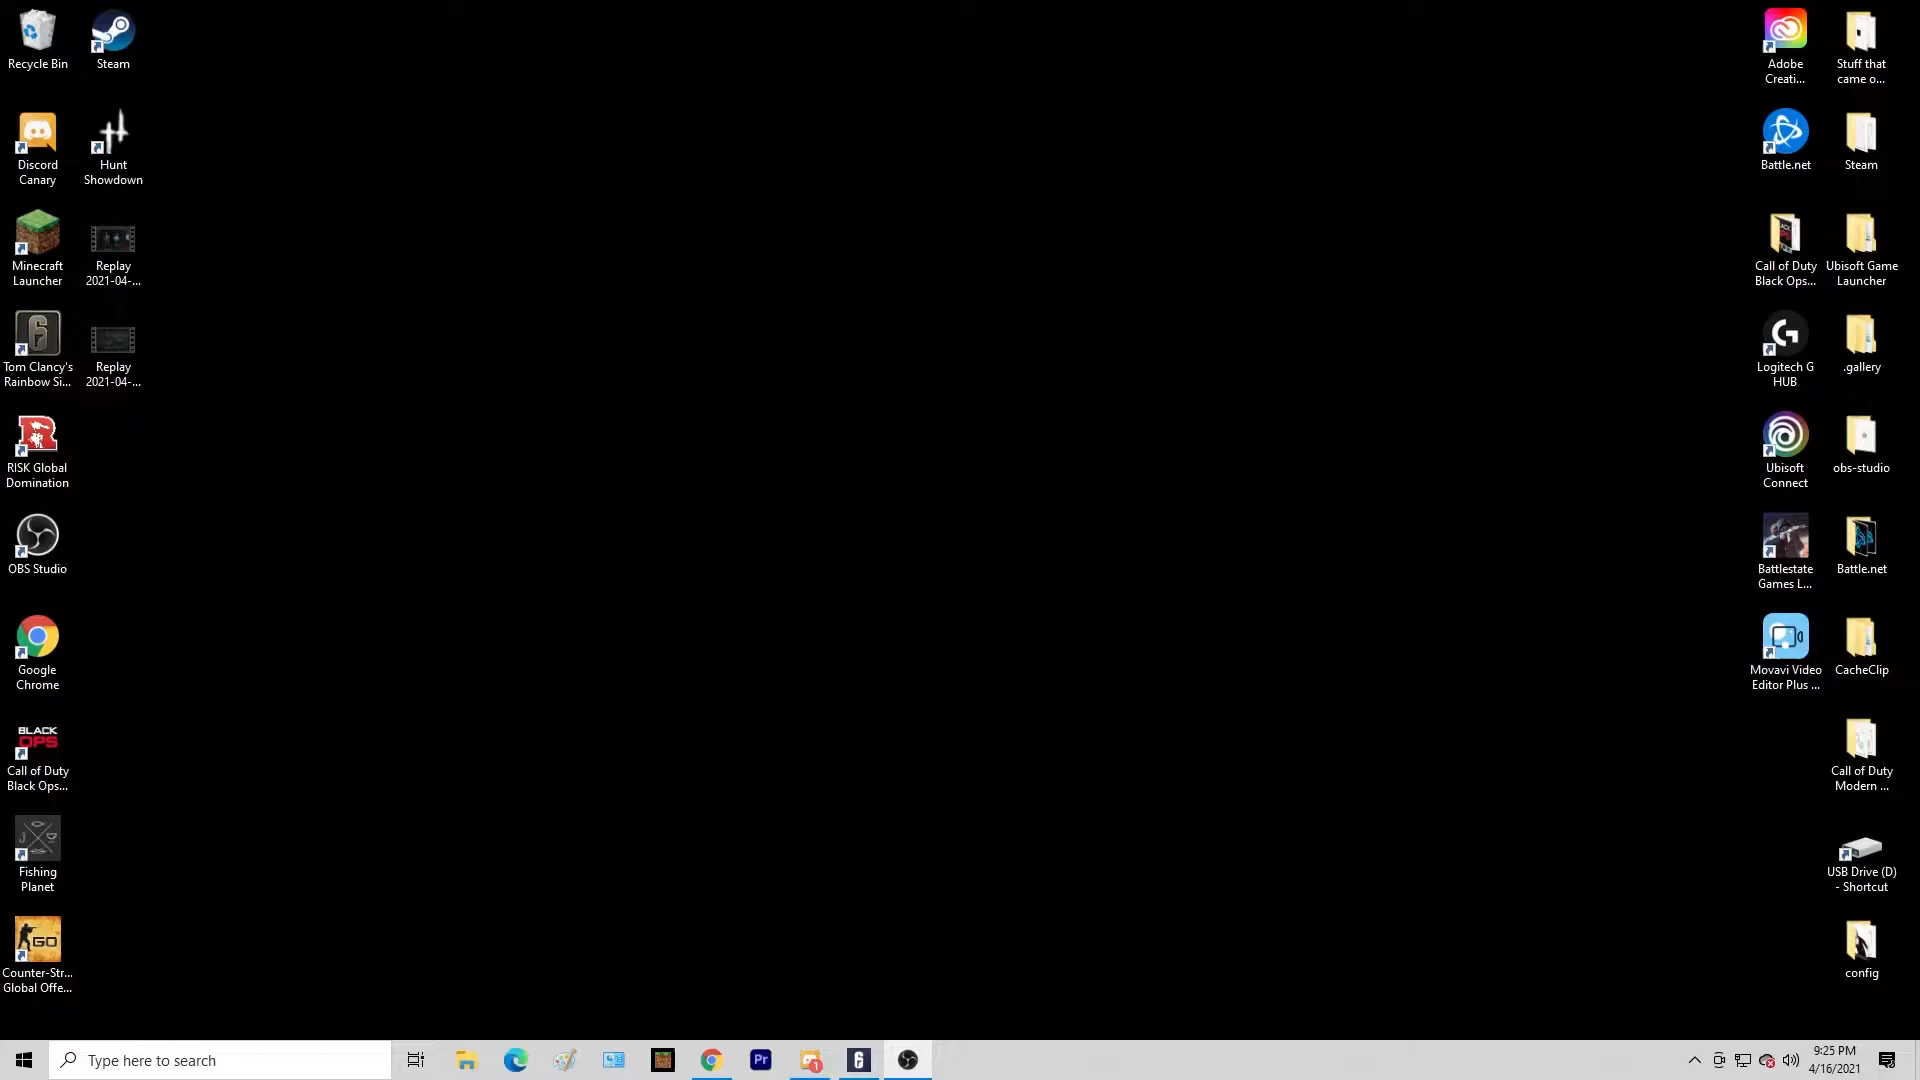 Recycle Bin
Steam
Discord
Canary
Hunt
Showdown
Minecraft
Launcher
Replay
2021-04-...
Tom Clancy's
Rainbow Si...
Replay
2021-04-...
RISK Global
Domination
OBS Studio
Google
Chrome
BLACK
OPS
Call of Duty
Black Ops...
Fishing
Planet
GO
Counter-Str...
Global Offe...
Adobe
Creati...
Stuff that
came o...
Battle.net
Steam
Call of Duty
Black Ops...
Ubisoft Game
Launcher
Logitech G
HUB
.gallery
Ubisoft
Connect
obs-studio
Battlestate
Games L...
Battle.net
Movavi Video
Editor Plus ...
CacheClip
Call of Duty
Modern ...
USB Drive (D)
- Shortcut
config
Type here to search
Pr
1
6
9:25 PM
4/16/2021